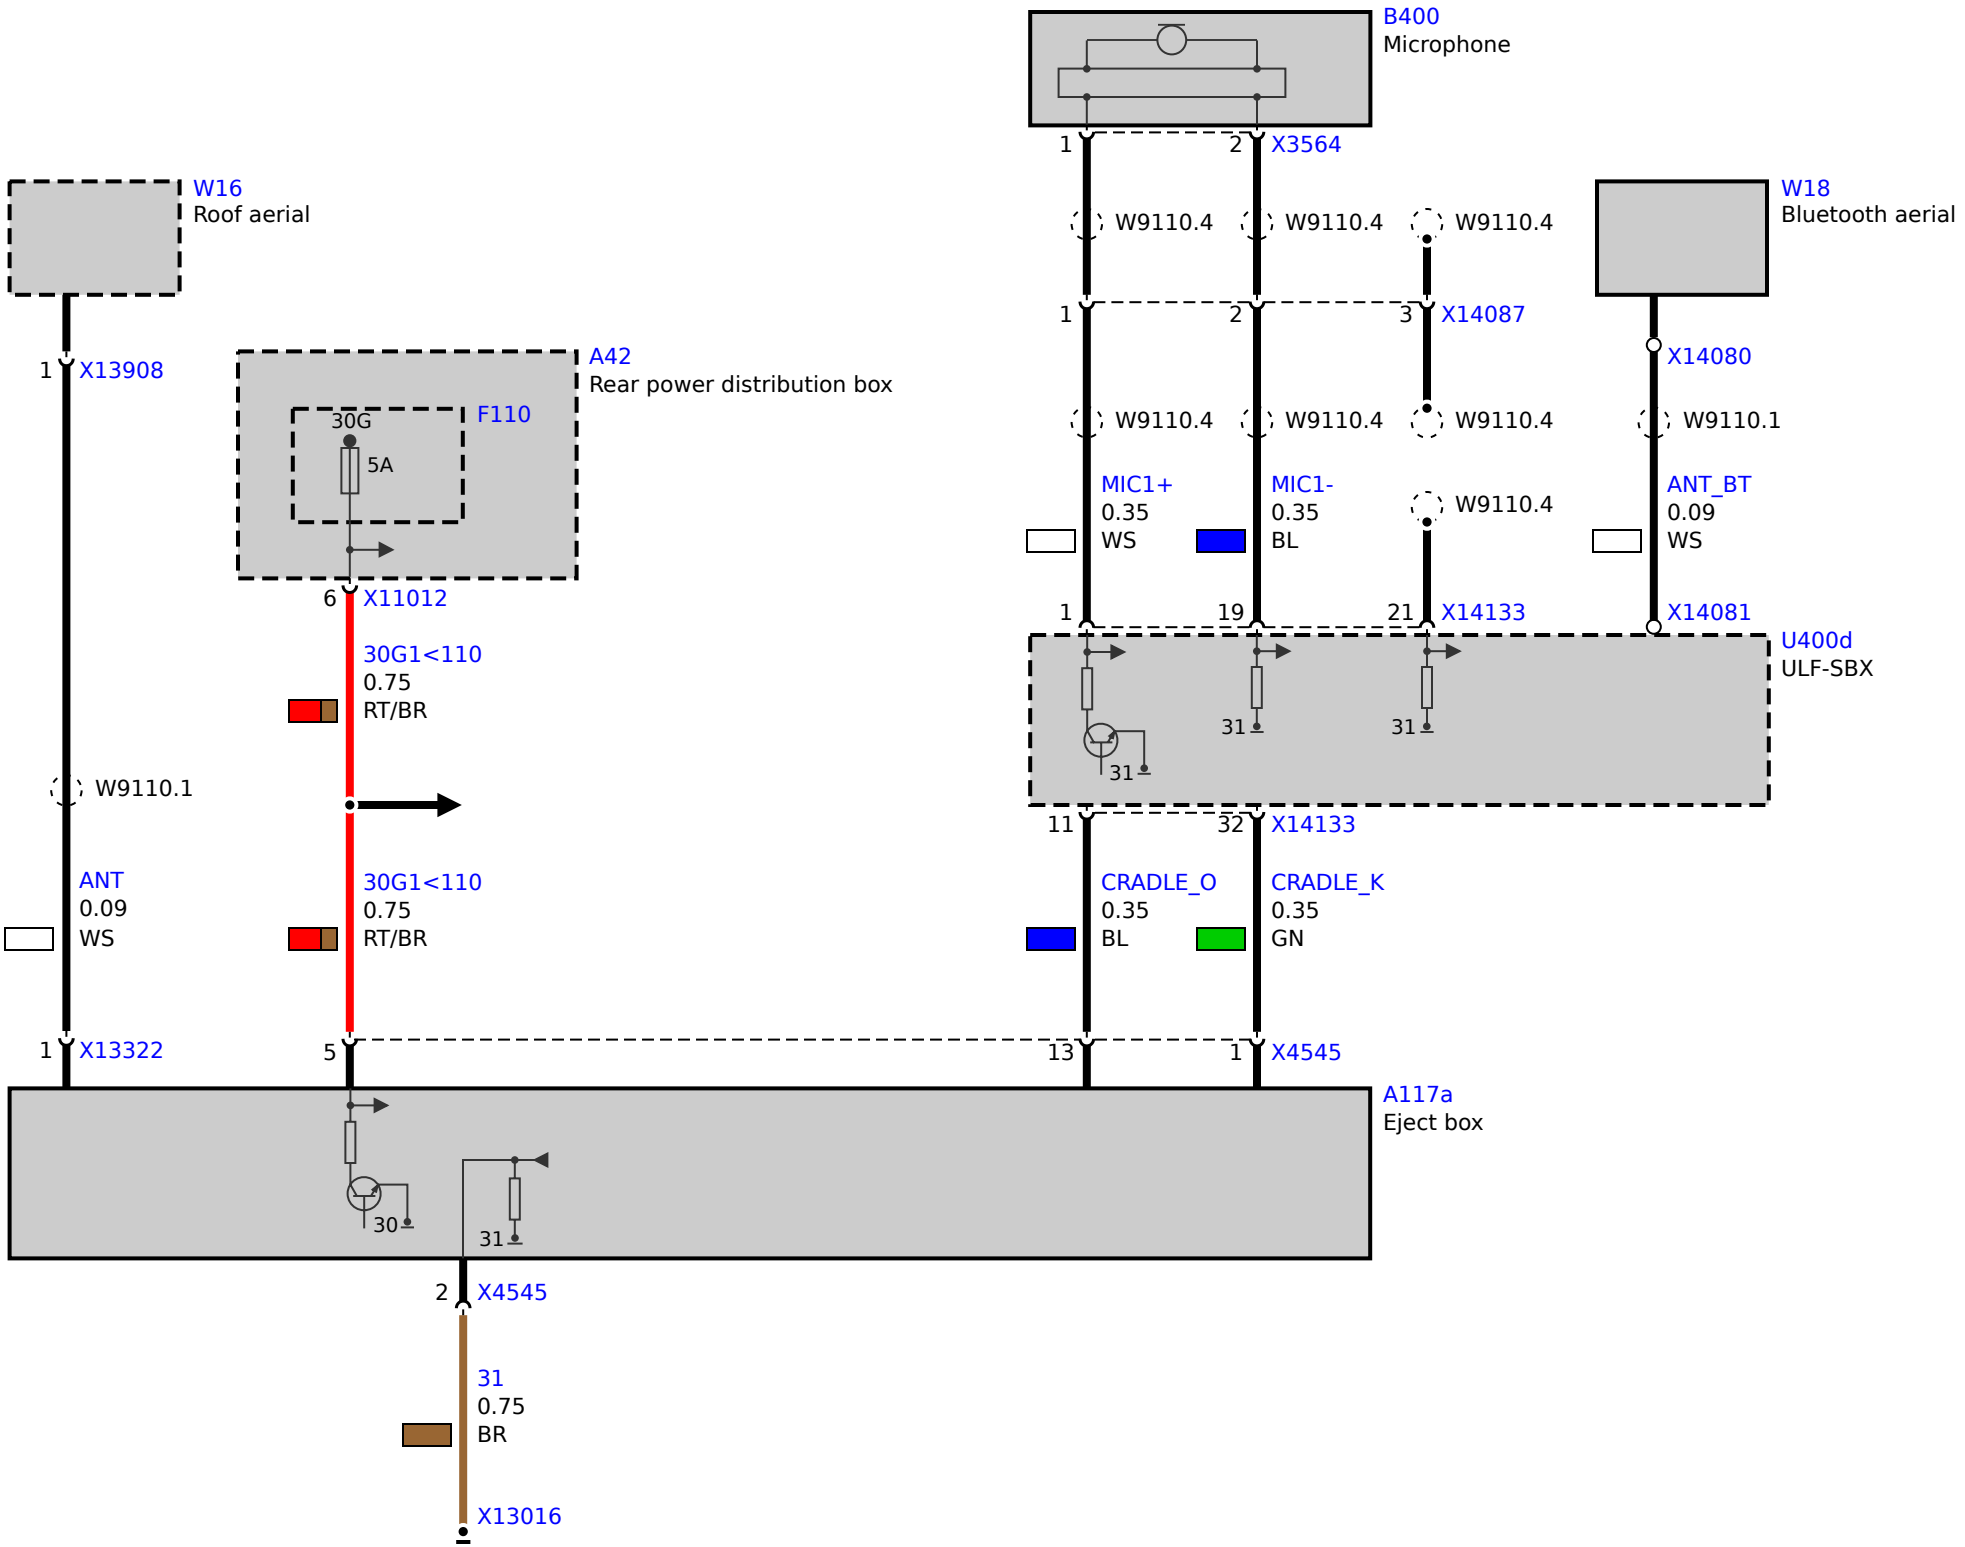 B400
Microphone
1
2
X3564
W16
Roof aerial
W18
Bluetooth aerial
W9110.4
W9110.4
W9110.4
1
2
3
X14087
1
X13908
A42
Rear power distribution box
X14080
F110
30G
5A
W9110.4
W9110.4
W9110.4
W9110.1
MIC1+
0.35
WS
MIC1-
0.35
BL
W9110.4
ANT_BT
0.09
WS
6
X11012
1
19
21
X14133
X14081
U400d
ULF-SBX
30G1<110
0.75
RT/BR
31
31
31
W9110.1
11
32
X14133
ANT
0.09
WS
30G1<110
0.75
RT/BR
CRADLE_O
0.35
BL
CRADLE_K
0.35
GN
1
X13322
5
13
1
X4545
A117a
Eject box
30
31
2
X4545
31
0.75
BR
X13016